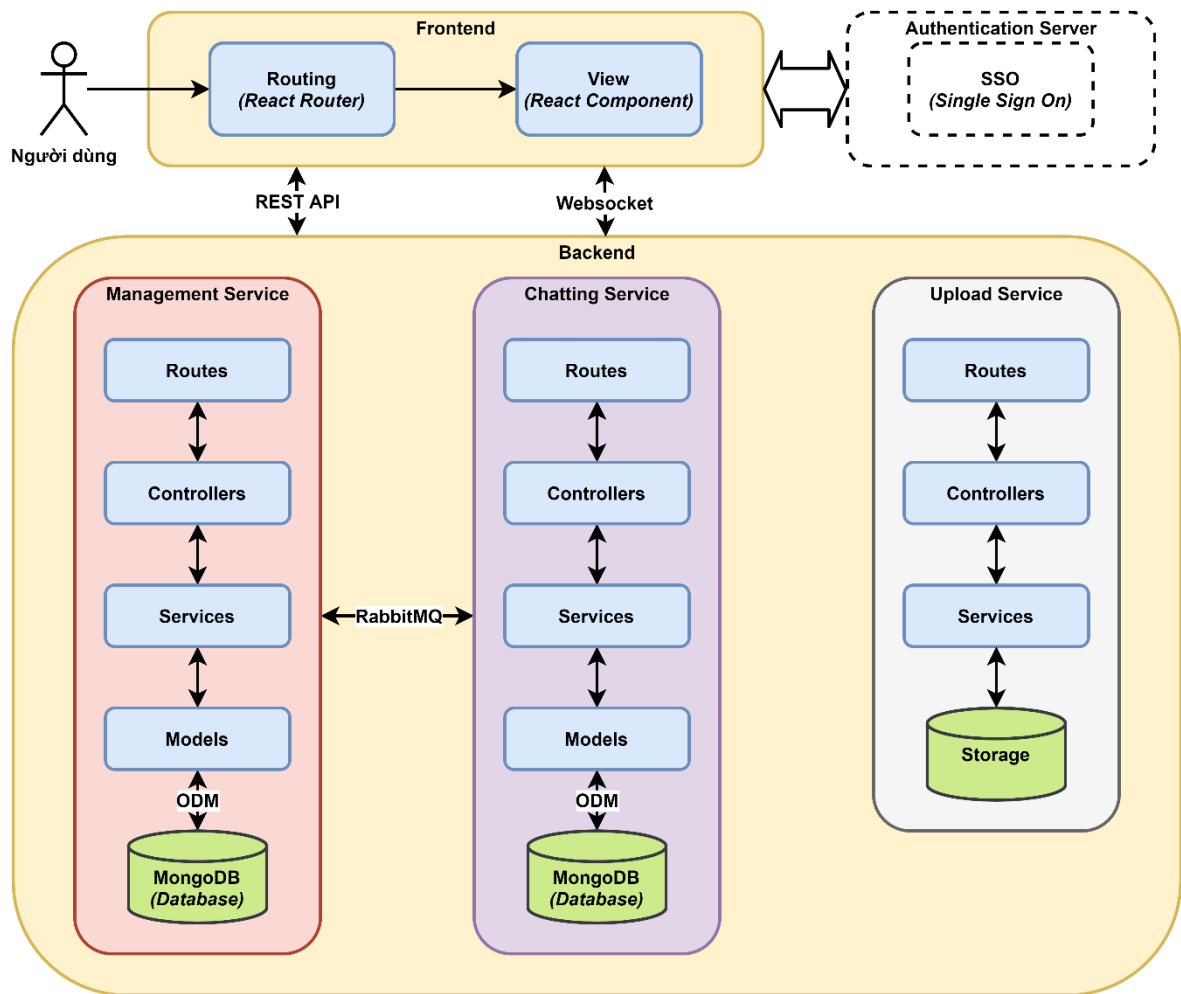 Frontend
Authentication Server
Routing
(React Router)
View
(React Component)
SSO
(Single Sign On)
Người dùng
REST API
Websocket
Backend
Management Service
Routes
Controllers
Services
Models
ODM
MongoDB
(Database)
RabbitMQ
Chatting Service
Routes
Controllers
Services
Models
ODM
MongoDB
(Database)
Upload Service
Routes
Controllers
Services
Storage